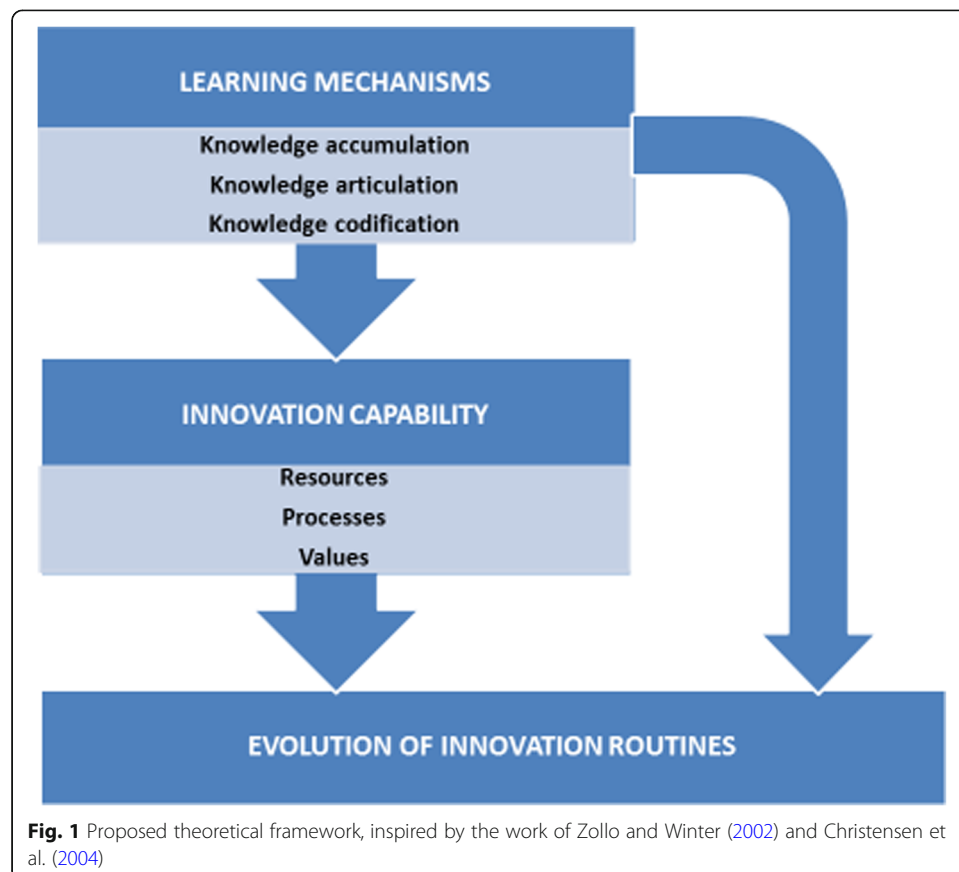 LEARNING MECHANISMS
Knowledge accumulation
Knowledge articulation
Knowledge codification
INNOVATION CAPABILITY
Resources
Processes
Values
EVOLUTION OF INNOVATION ROUTINES
Fig. 1 Proposed theoretical framework, inspired by the work of Zollo and Winter (2002) and Christensen et
al. (2004)